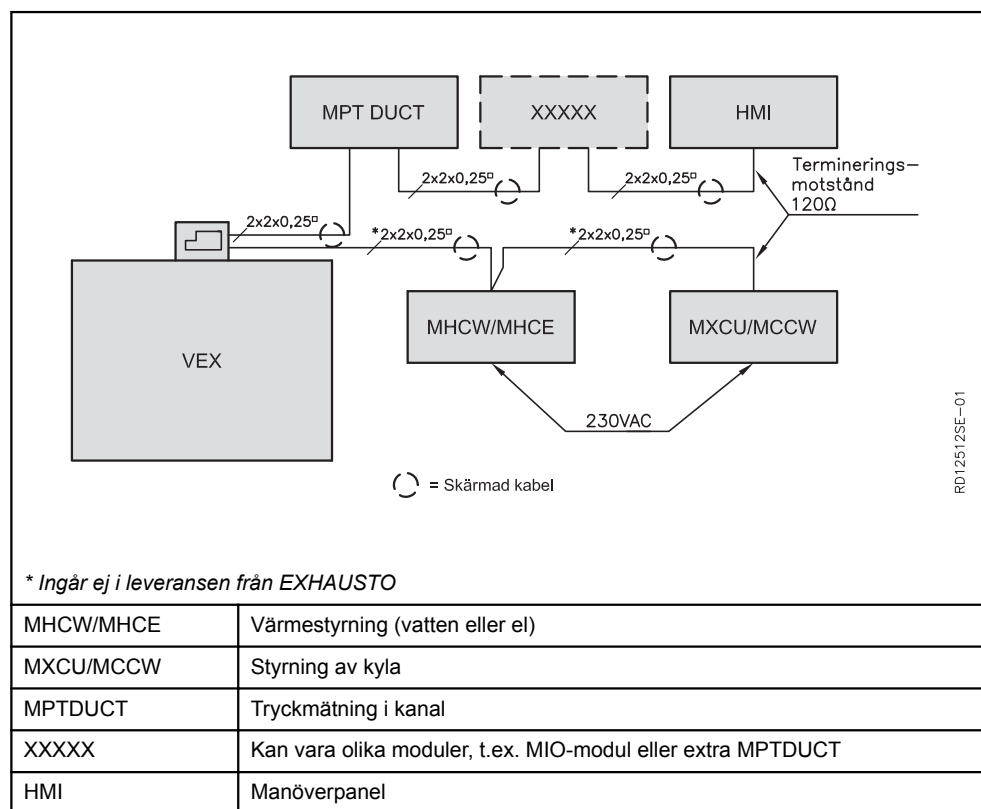 MPT DUCT
XXXXX
HMI
2x2x0,25▫
2x2x0,25▫
Terminerings–
motstånd
120Ω
2x2x0,25▫
*2x2x0,25▫
*2x2x0,25▫
VEX
MHCW/MHCE
MXCU/MCCW
230VAC
= Skärmad kabel
RD12512SE–01
* Ingår ej i leveransen från EXHAUSTO
MHCW/MHCE Värmestyrning (vatten eller el)
MXCU/MCCW Styrning av kyla
MPTDUCT Tryckmätning i kanal
XXXXX Kan vara olika moduler, t.ex. MIO-modul eller extra MPTDUCT
HMI Manöverpanel